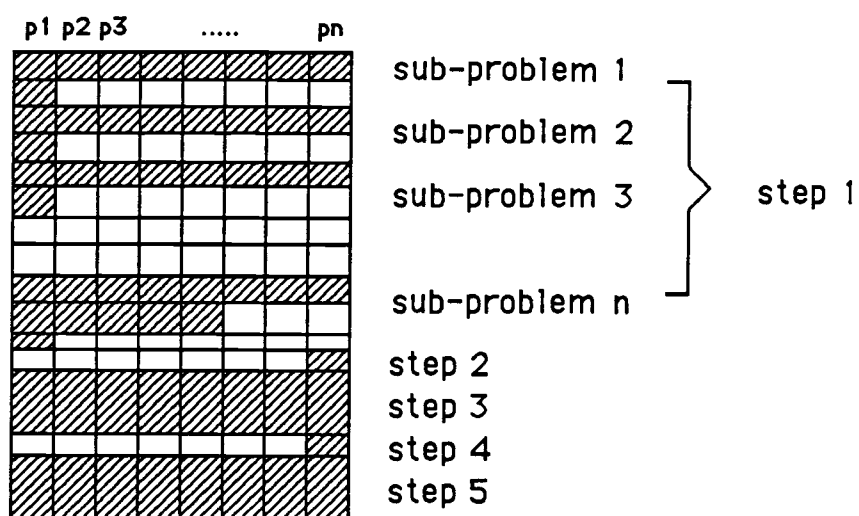 p1 p2 p3 ..... pn
sub-problem 1
sub-problem 2
sub-problem 3
step 1
sub-problem n
step 2
step 3
step 4
step 5